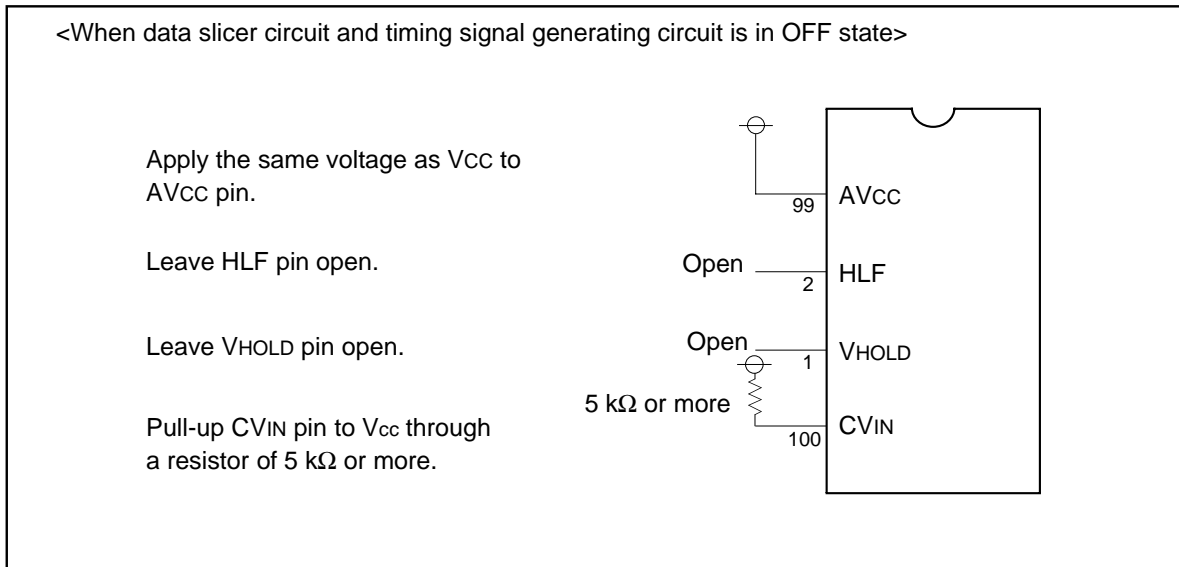 <When data slicer circuit and timing signal generating circuit is in OFF state>
Apply the same voltage as VCC to
AVCC pin.
99
AVCC
Leave HLF pin open.
Open
2
HLF
Leave VHOLD pin open.
Open
1
VHOLD
5 kΩ or more
Pull-up CVIN pin to Vcc through
a resistor of 5 kΩ or more.
100
CVIN